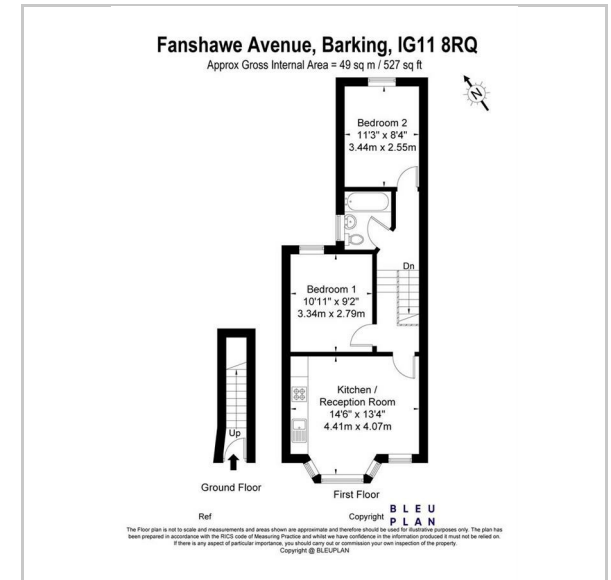 Fanshawe Avenue, Barking, IG11 8RQ
Approx Gross Internal Area = 49 sq m / 527 sq ft
N
Bedroom 2
11'3" x 8'4"
3.44m x 2.55m
Dn
Bedroom 1
10'11" x 9'2"
3.34m x 2.79m
Kitchen /
Reception Room
14'6" x 13'4"
4.41m x 4.07m
Up
Ground Floor
First Floor
Ref
Copyright BLEU
PLAN
The Floor plan is not to scale and measurements and areas shown are approximate and therefore should be used for illustrative purposes only. The plan has
been prepared in accordance with the RICS code of Measuring Practice and whilst we have confidence in the information produced it must not be relied on.
If there is any aspect of particular importance, you should carry out or commission your own inspection of the property.
Copyright @ BLEUPLAN